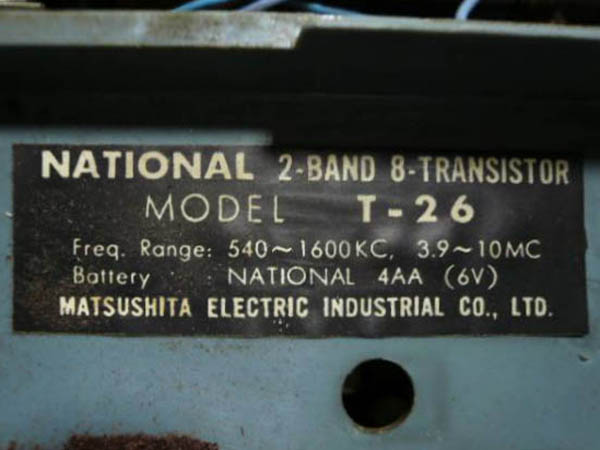 NATIONAL 2-BAND 8-TRANSISTOR
MODEL T-26
Freq. Range: 540~1600KC, 3.9~10MC
Battery : NATIONAL 4AA (6V)
MATSUSHITA ELECTRIC INDUSTRIAL CO., LTD.